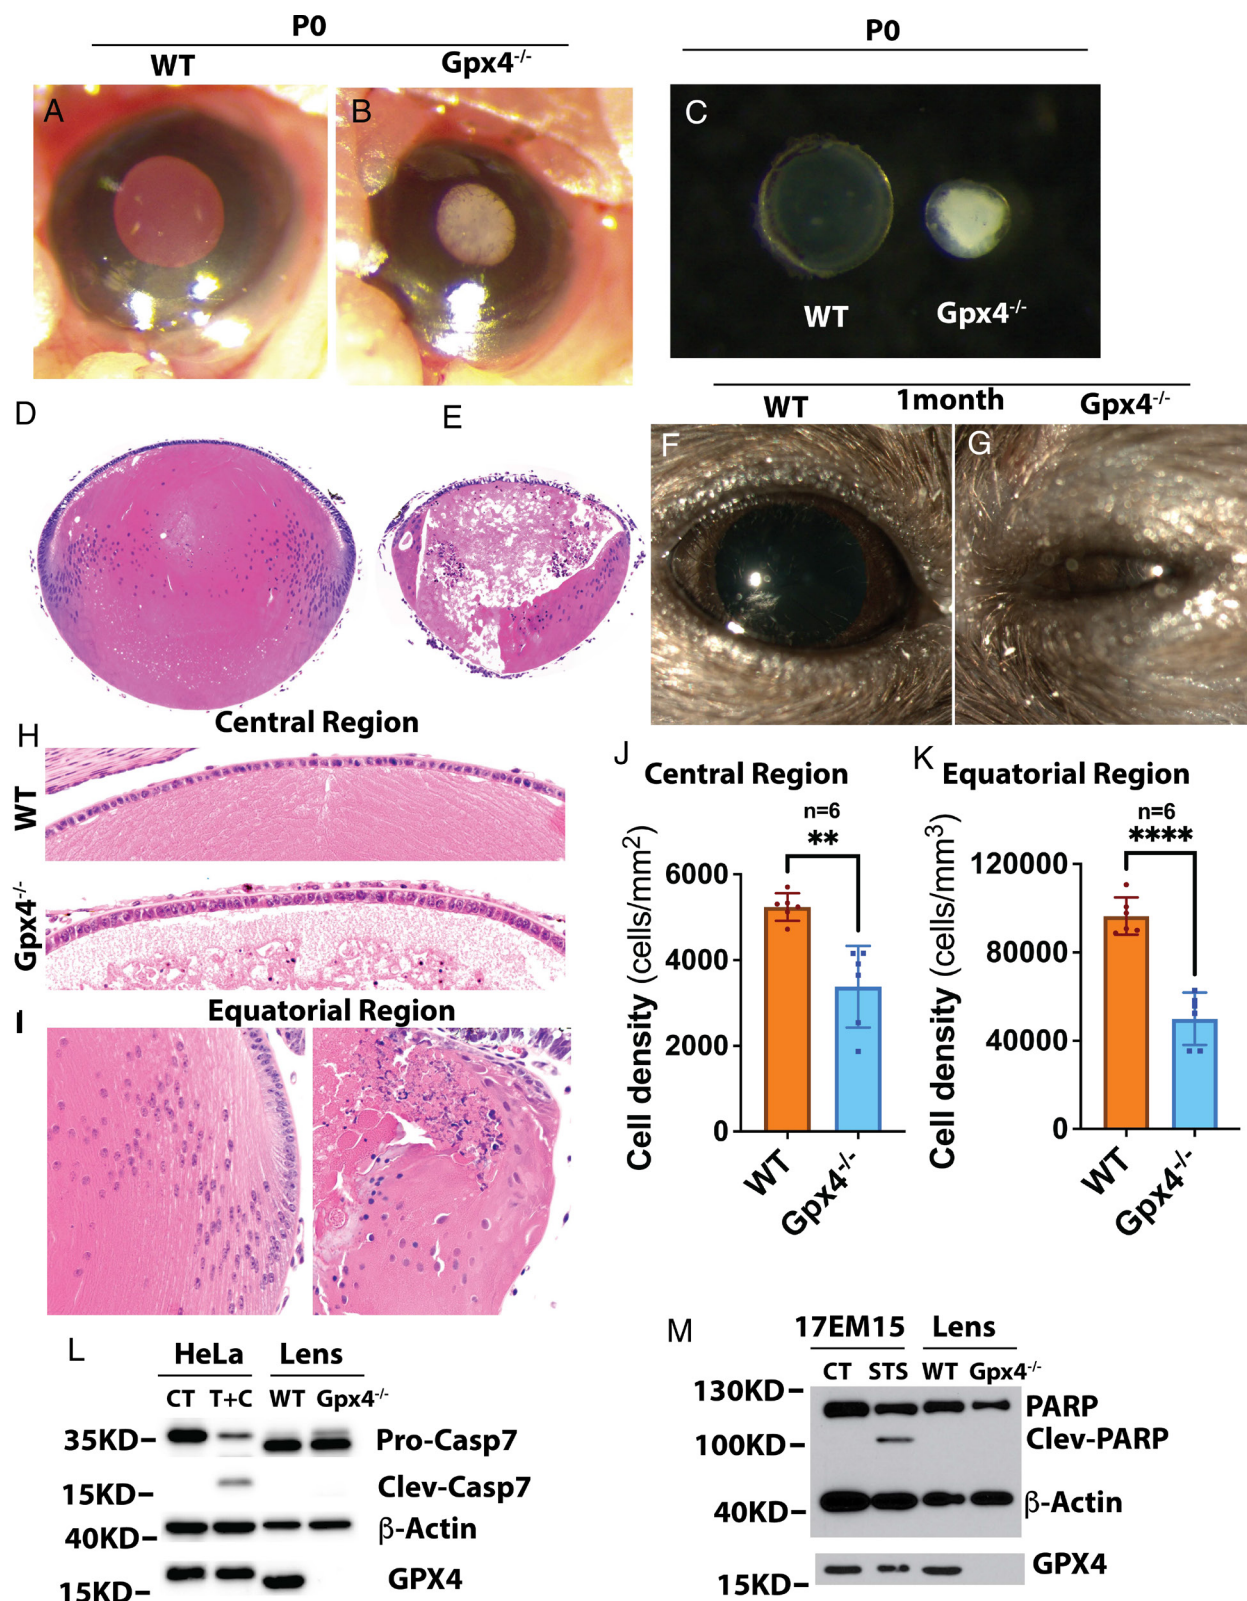 P0
WT
Gpx4-/-
A
B
P0
C
WT
Gpx4-/-
D
E
WT
1month
Gpx4-/-
F
G
Central Region
H
WT
Gpx4-/-
I
Equatorial Region
J
Central Region
n=6
**
Cell density (cells/mm2)
6000
4000
2000
0
WT
Gpx4-/-
K
Equatorial Region
n=6
****
Cell density (cells/mm3)
120000
80000
40000
0
WT
Gpx4-/-
L
HeLa
Lens
CT
T+C
WT
Gpx4-/-
35KD
Pro-Casp7
15KD
Clev-Casp7
40KD
β-Actin
15KD
GPX4
M
17EM15
Lens
CT
STS
WT
Gpx4-/-
130KD
PARP
100KD
Clev-PARP
40KD
β-Actin
GPX4
15KD